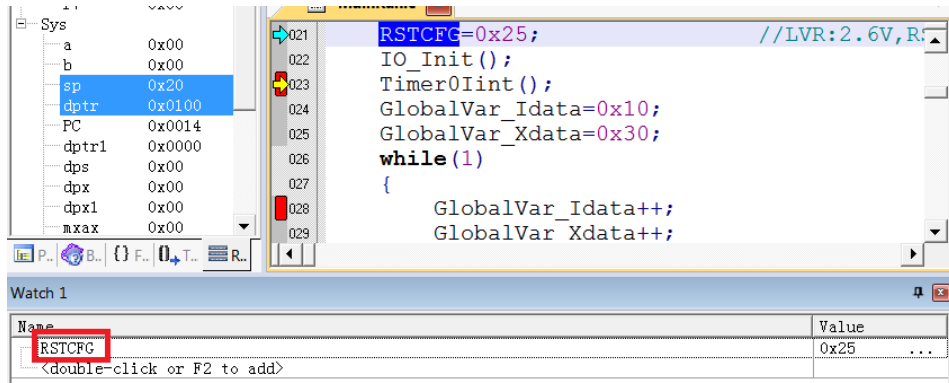 Sys
a 0x00
b 0x00
sp 0x20
dptr 0x0100
PC 0x0014
dptr1 0x0000
dps 0x00
dpx 0x00
dpx1 0x00
mxax 0x00
P.. B.. {} F.. T.. R..
021 RSTCFG=0x25; //LVR:2.6V,RS
022 IO_Init();
023 Timer0Iint();
024 GlobalVar_Idata=0x10;
025 GlobalVar_Xdata=0x30;
026 while(1)
027 {
028 GlobalVar_Idata++;
029 GlobalVar_Xdata++;
Watch 1
Name Value
RSTCFG 0x25 ...
<double-click or F2 to add>